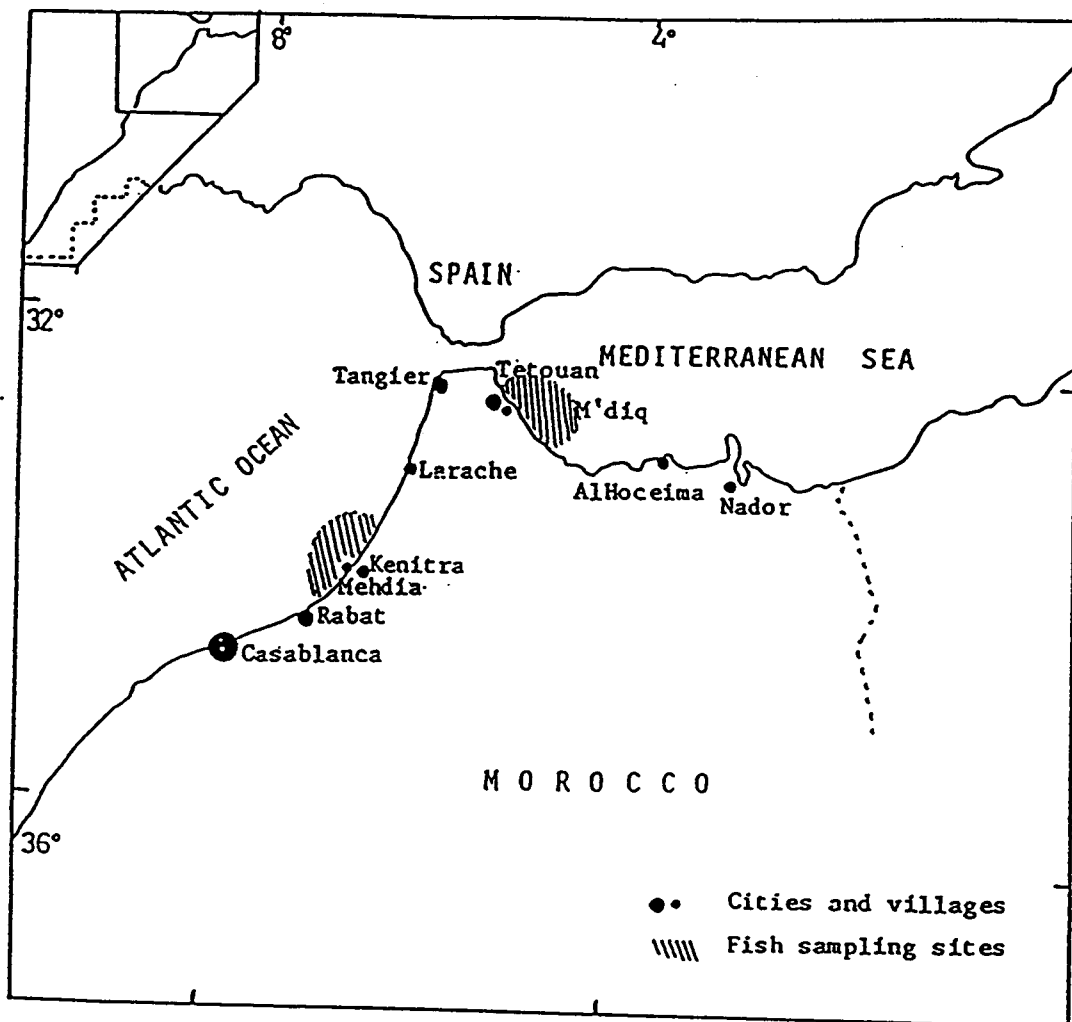 8° 4°
SPAIN
32°
MEDITERRANEAN SEA
Tetouan
Tangier
M'diq
ATLANTIC OCEAN
Larache
AlHoceima
Nador
Kenitra
Mehdia
Rabat
Casablanca
MOROCCO
36°
Cities and villages
Fish sampling sites